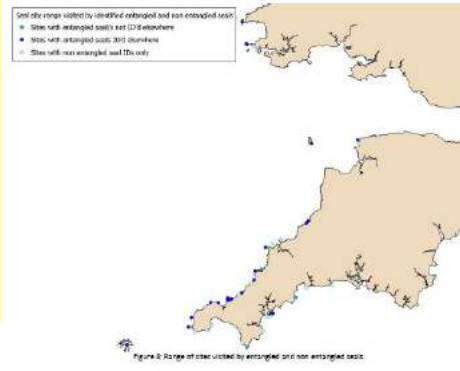 Seal site range visited by identified entangled and non entangled seals
Sites with entangled seals not ID'd elsewhere
Sites with entangled seals ID'd elsewhere
Sites with non entangled seal IDs only
Figure 8: Range of sites visited by entangled and non entangled seals